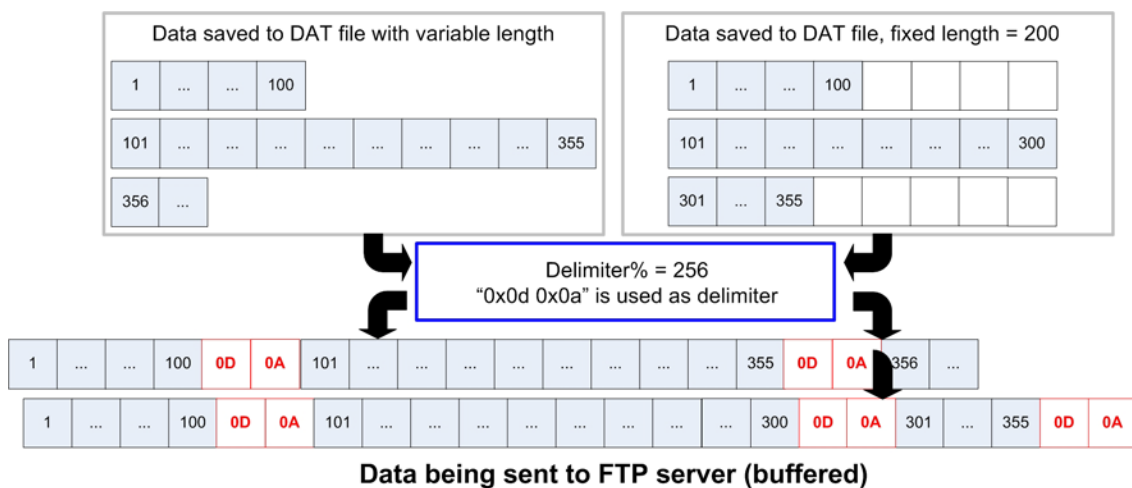 Data saved to DAT file with variable length
1 ... ... 100
101 ... ... ... ... ... ... ... ... 355
356 ...
Data saved to DAT file, fixed length = 200
1 ... ... 100
101 ... ... ... ... ... ... 300
301 ... 355
Delimiter% = 256
“0x0d 0x0a” is used as delimiter
1 ... ... 100 0D 0A 101 ... ... ... ... ... ... ... ... 355 0D 0A 356 ...
1 ... ... 100 0D 0A 101 ... ... ... ... ... ... ... ... 300 0D 0A 301 ... 355 0D 0A
Data being sent to FTP server (buffered)